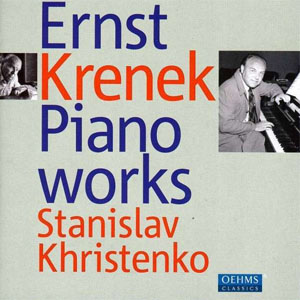 Ernst
Krenek
Piano
works
Stanislav
Khristenko
OEHMS
CLASSICS